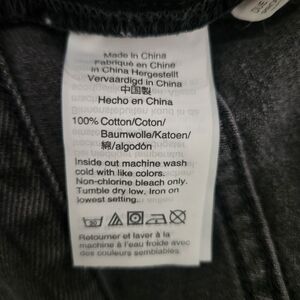 Made in China
Fabriqué en Chine
In China Hergestellt
Vervaardigd in China
中国製
Hecho en China
100% Cotton/Coton/
Baumwolle/Katoen/
綿/algodón
Inside out machine wash
cold with like colors.
Non-chlorine bleach only.
Tumble dry low. Iron on
lowest setting.
Retourner et laver à la
machine à l'eau froide avec
des couleurs semblables.